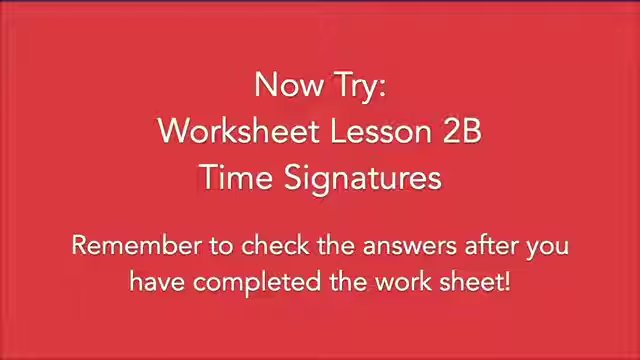 Now Try:
Worksheet Lesson 2B
Time Signatures
Remember to check the answers after you
have completed the work sheet!